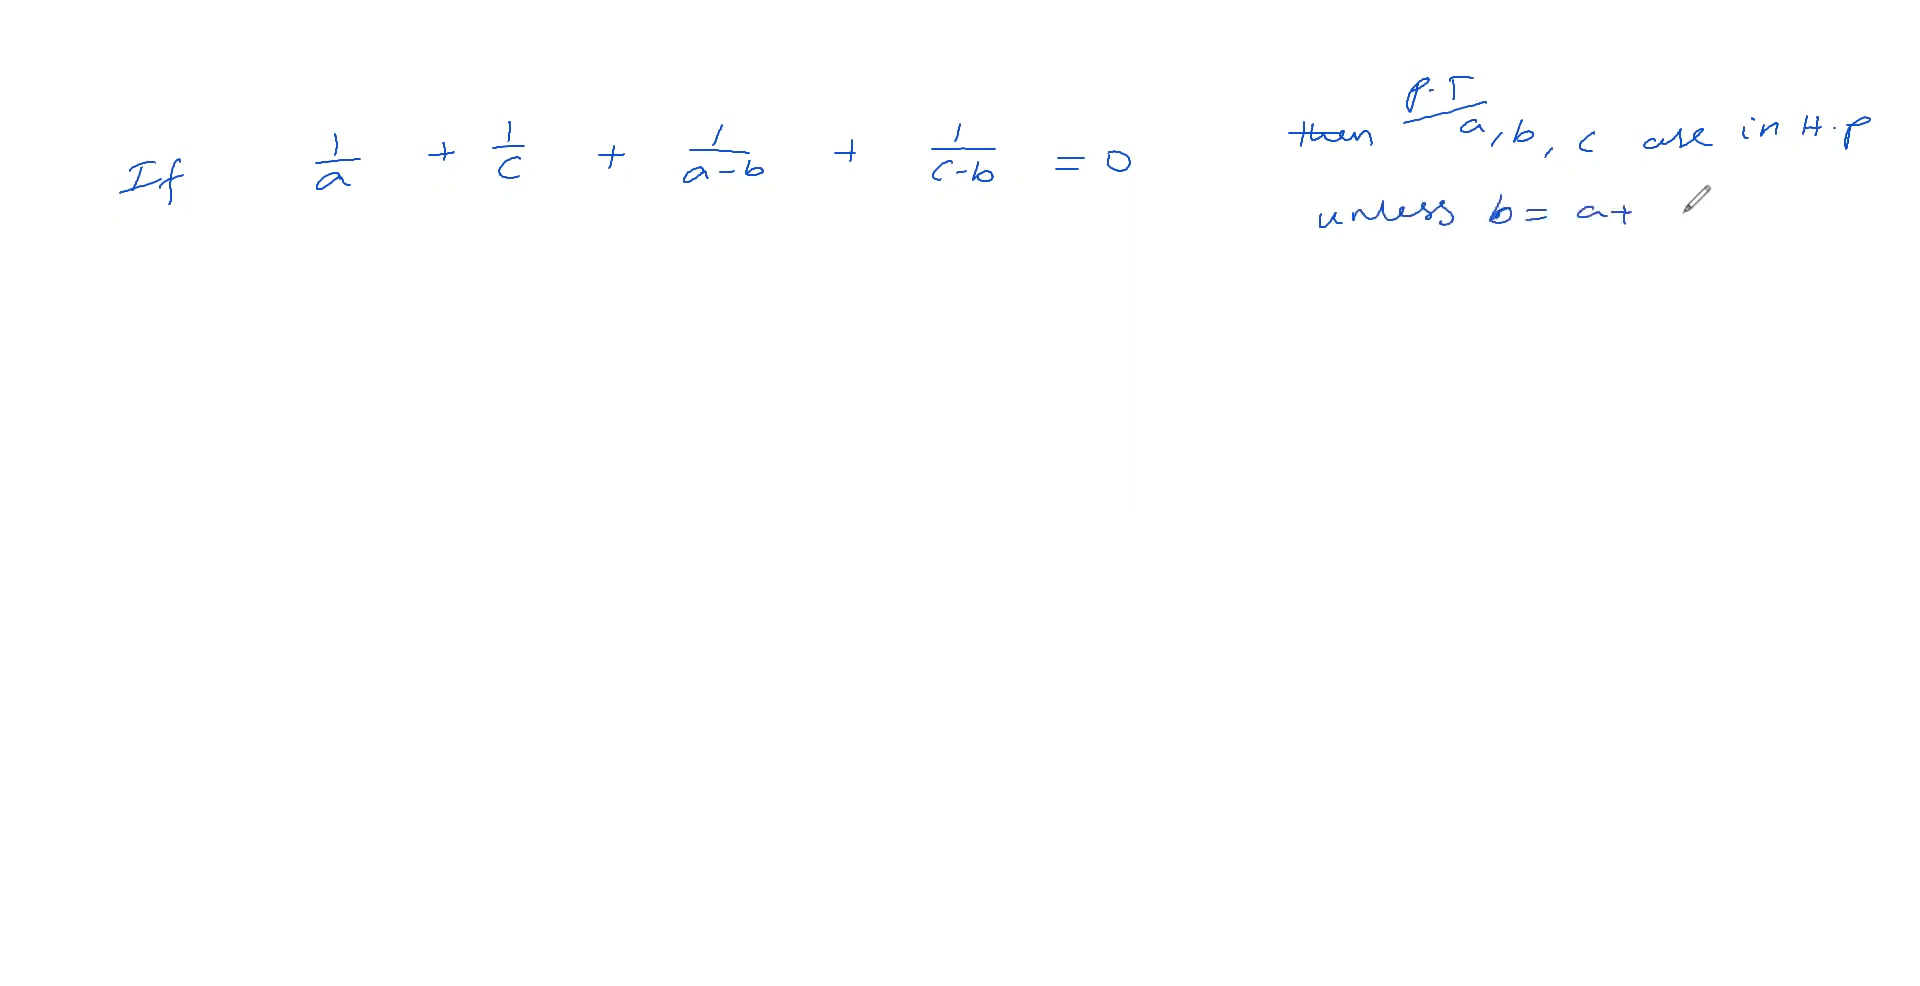 If 1/a + 1/c + 1/(a-b) + 1/(c-b) = 0
then P.T a, b, c are in H.P
unless b = a+